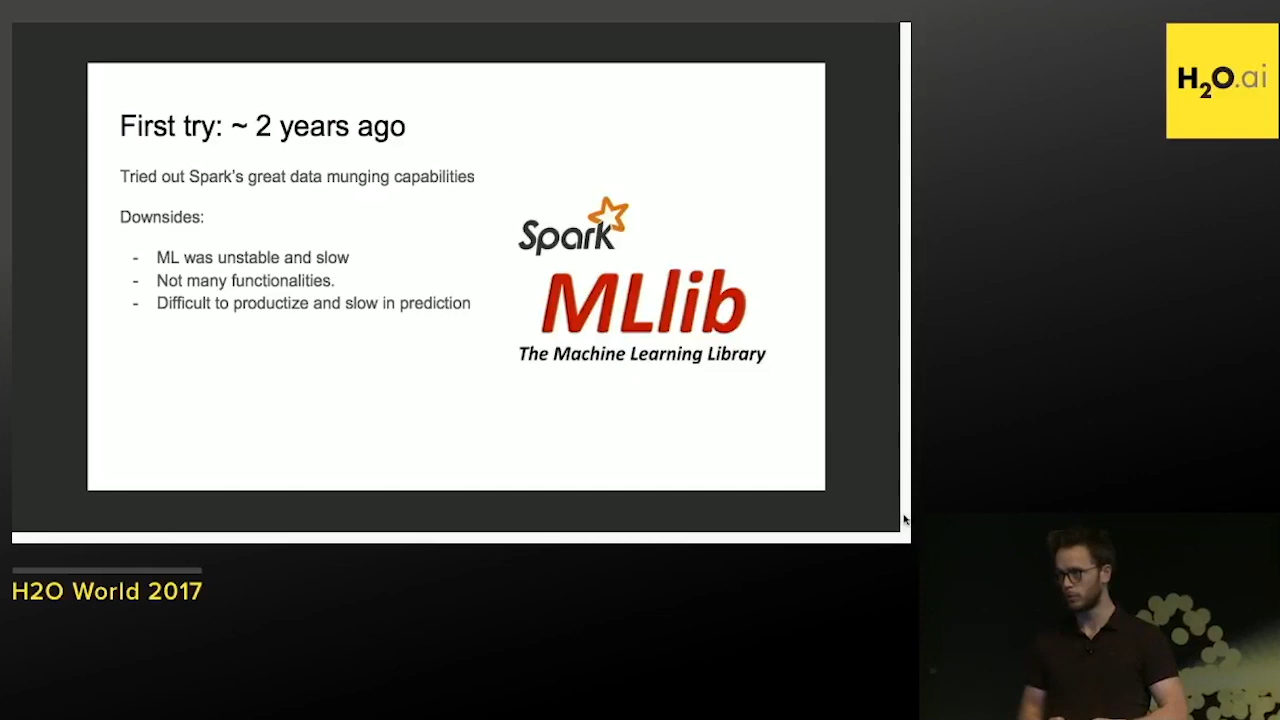 First try: ~ 2 years ago
Tried out Spark's great data munging capabilities
Downsides:
- ML was unstable and slow
- Not many functionalities.
- Difficult to productize and slow in prediction
Spark
MLlib
The Machine Learning Library
H2O.ai
H2O World 2017